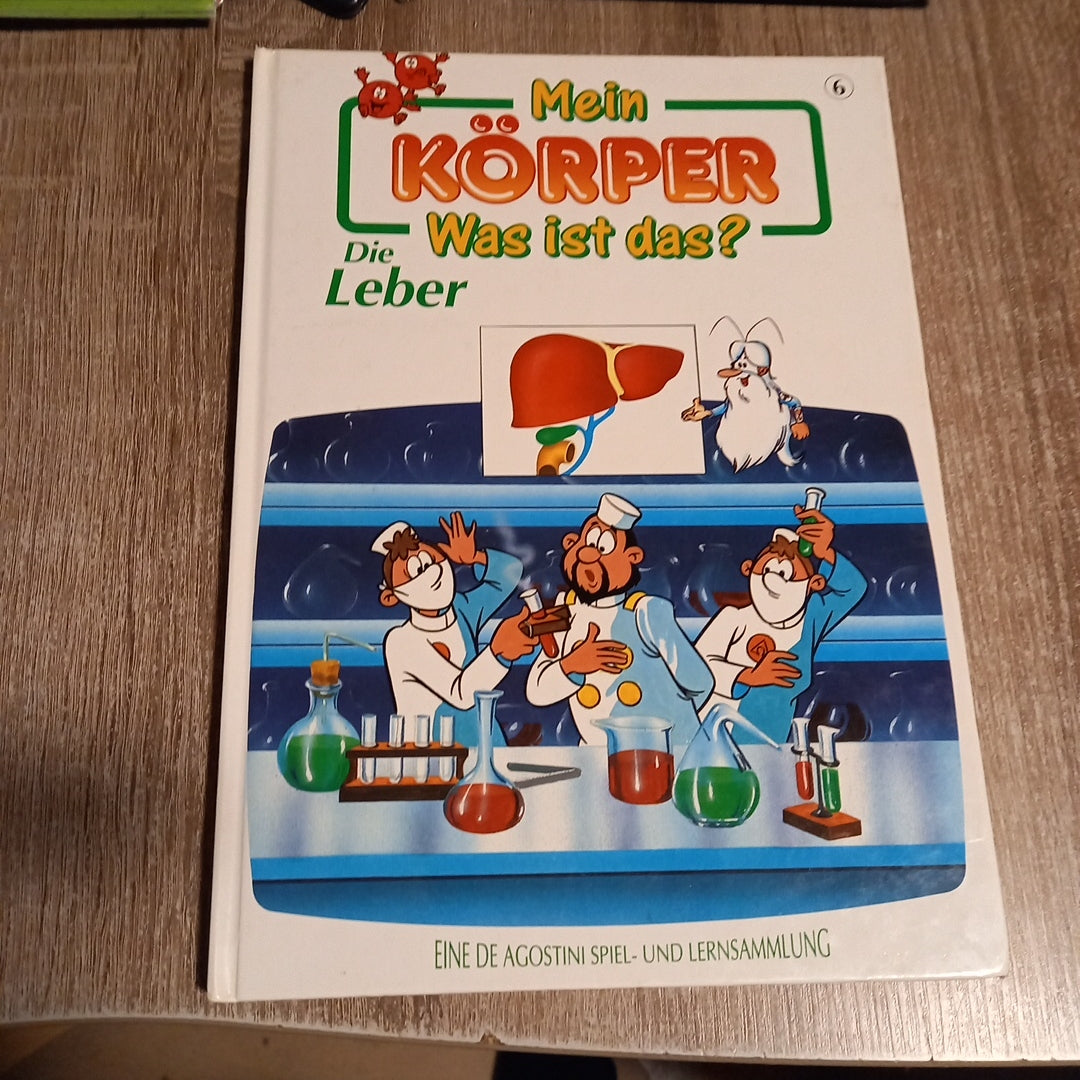 6
Mein
KÖRPER
Was ist das?
Die
Leber
EINE DE AGOSTINI SPIEL- UND LERNSAMMLUNG